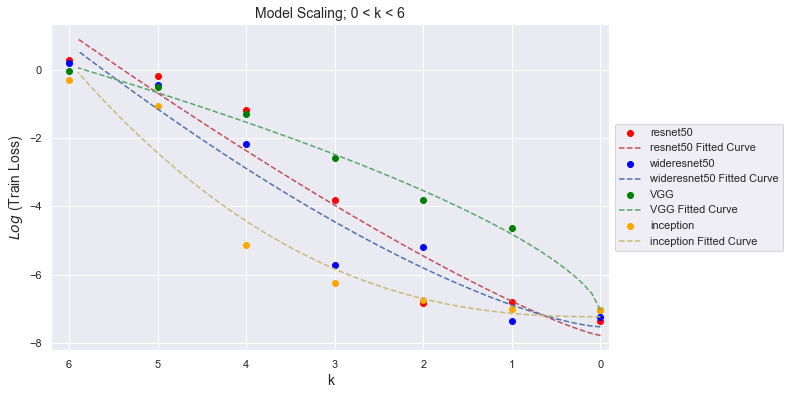 Model Scaling; 0 < k < 6
Log (Train Loss)
0
−2
−4
−6
−8
6 5 4 3 2 1 0
k
resnet50
resnet50 Fitted Curve
wideresnet50
wideresnet50 Fitted Curve
VGG
VGG Fitted Curve
inception
inception Fitted Curve